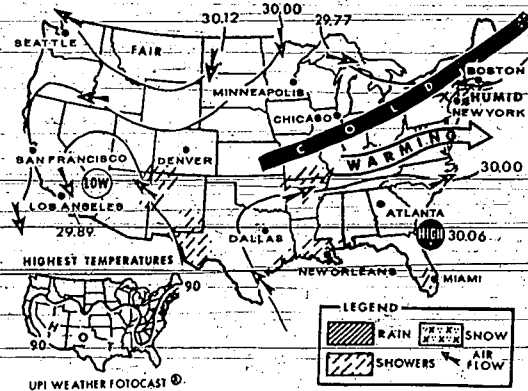 30.12
30.00
29.77
SEATTLE
FAIR
MINNEAPOLIS
BOSTON
HUMID
NEW YORK
CHICAGO
COLD
WARMING
SAN FRANCISCO
DENVER
LOW
30.00
LOS ANGELES
ATLANTA
29.89
DALLAS
HIGH 30.06
HIGHEST TEMPERATURES
NEW ORLEANS
MIAMI
90
LEGEND
RAIN
SNOW
SHOWERS
AIR FLOW
HOT
90
UPI WEATHER FOTOCAST ®